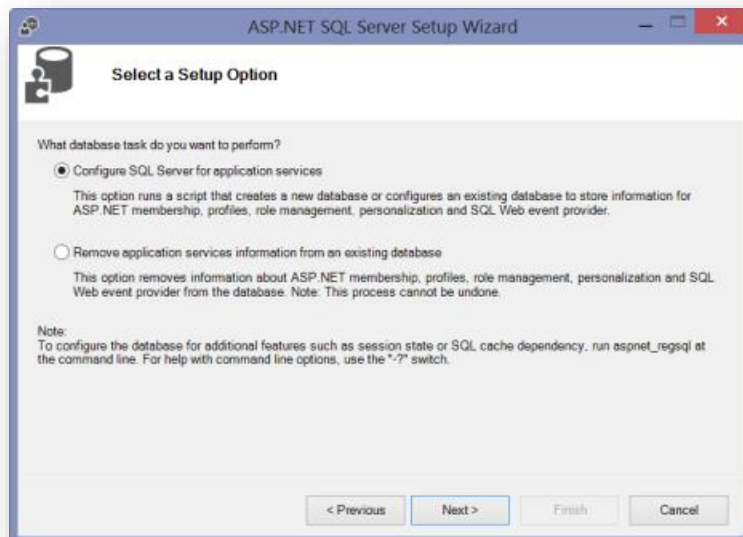 ASP.NET SQL Server Setup Wizard
Select a Setup Option
What database task do you want to perform?
Configure SQL Server for application services
This option runs a script that creates a new database or configures an existing database to store information for
ASP.NET membership, profiles, role management, personalization and SQL Web event provider.
Remove application services information from an existing database
This option removes information about ASP.NET membership, profiles, role management, personalization and SQL
Web event provider from the database. Note: This process cannot be undone.
Note:
To configure the database for additional features such as session state or SQL cache dependency, run aspnet_regsql at
the command line. For help with command line options, use the "-?" switch.
< Previous Next > Finish Cancel